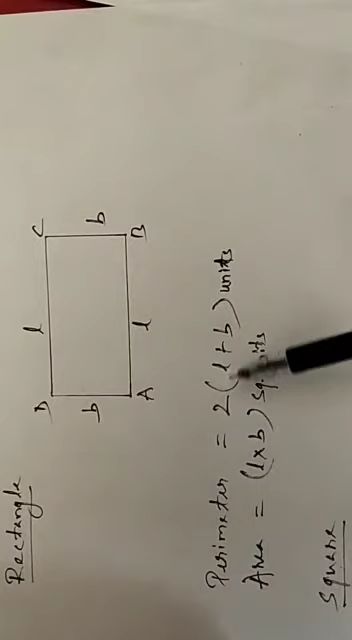 Rectangle
D l C
b b
A l B
Perimeter = 2(l+b) units
Area = (l×b) Sq. units
Square